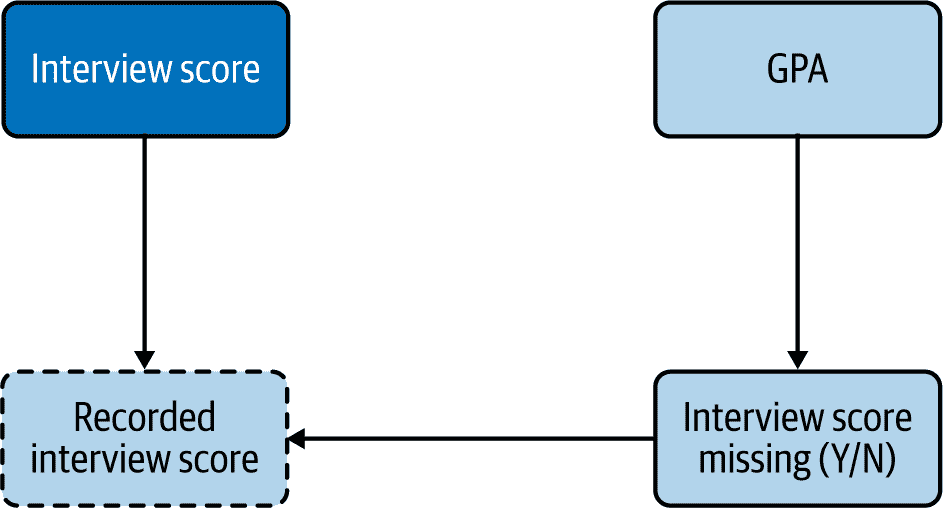 Interview score
GPA
Recorded
interview score
Interview score
missing (Y/N)